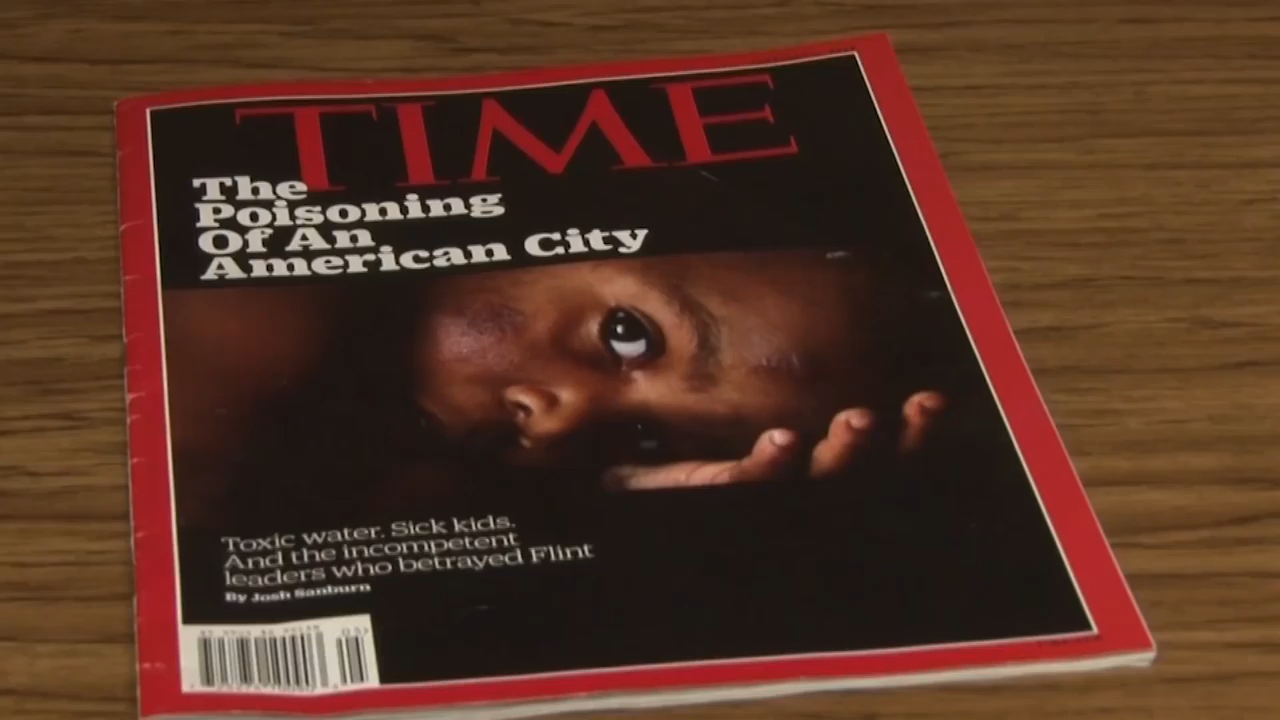 TIME
The
Poisoning
Of An
American City
Toxic water. Sick kids.
And the incompetent
leaders who betrayed Flint
By Josh Sanburn